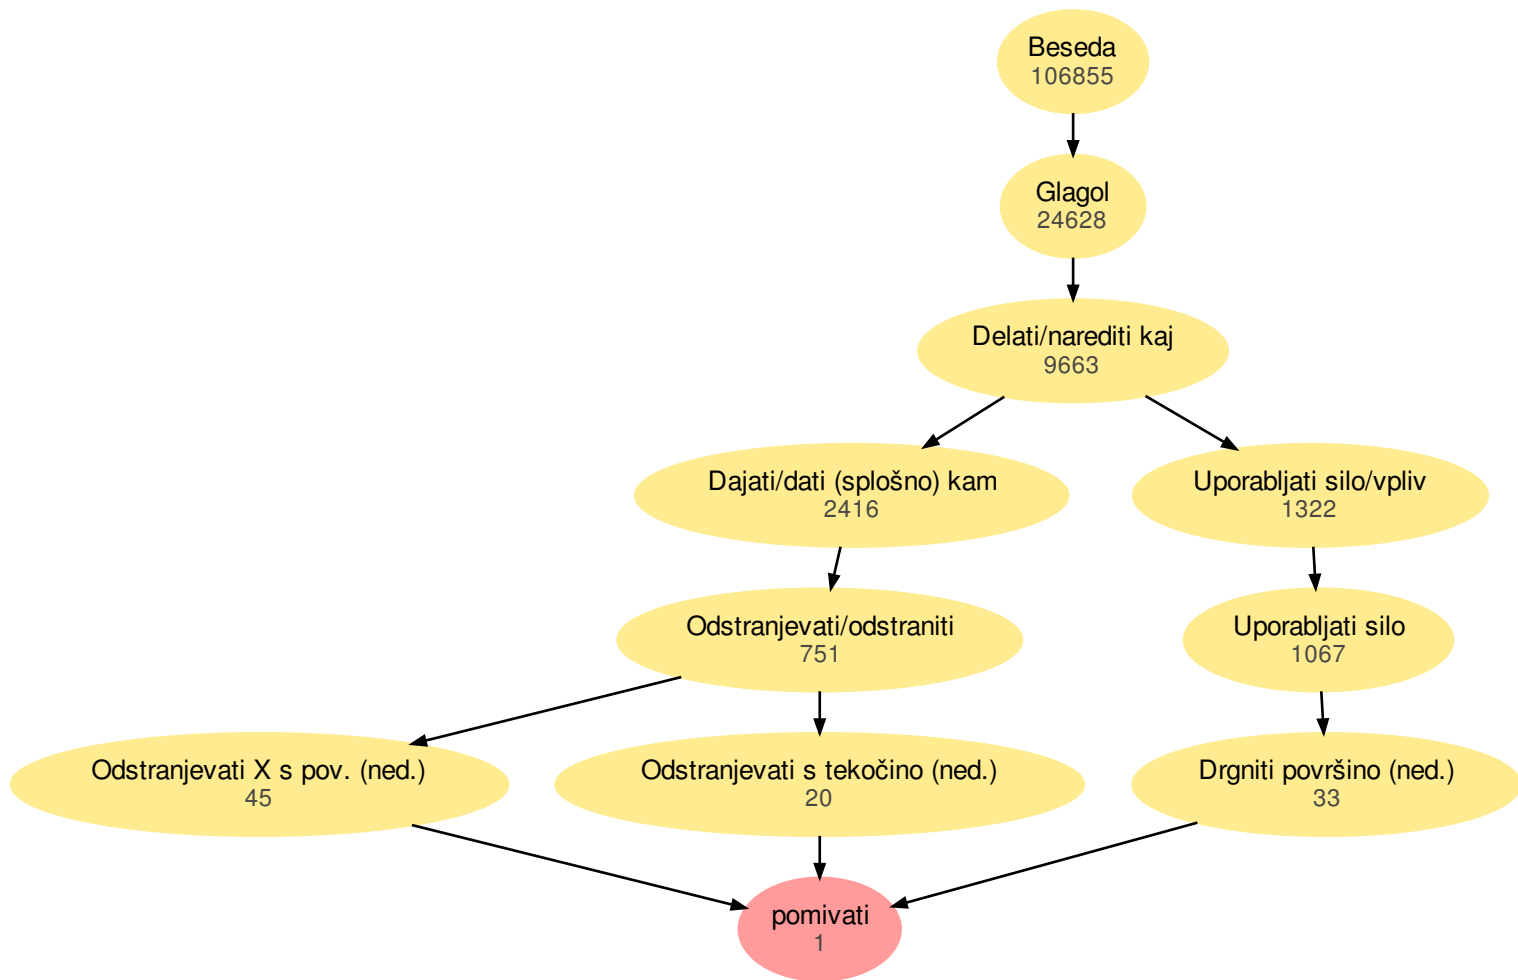 Beseda
106855
Glagol
24628
Delati/narediti kaj
9663
Dajati/dati (splošno) kam
2416
Uporabljati silo/vpliv
1322
Odstranjevati/odstraniti
751
Uporabljati silo
1067
Odstranjevati X s pov. (ned.)
45
Odstranjevati s tekočino (ned.)
20
Drgniti površino (ned.)
33
pomivati
1